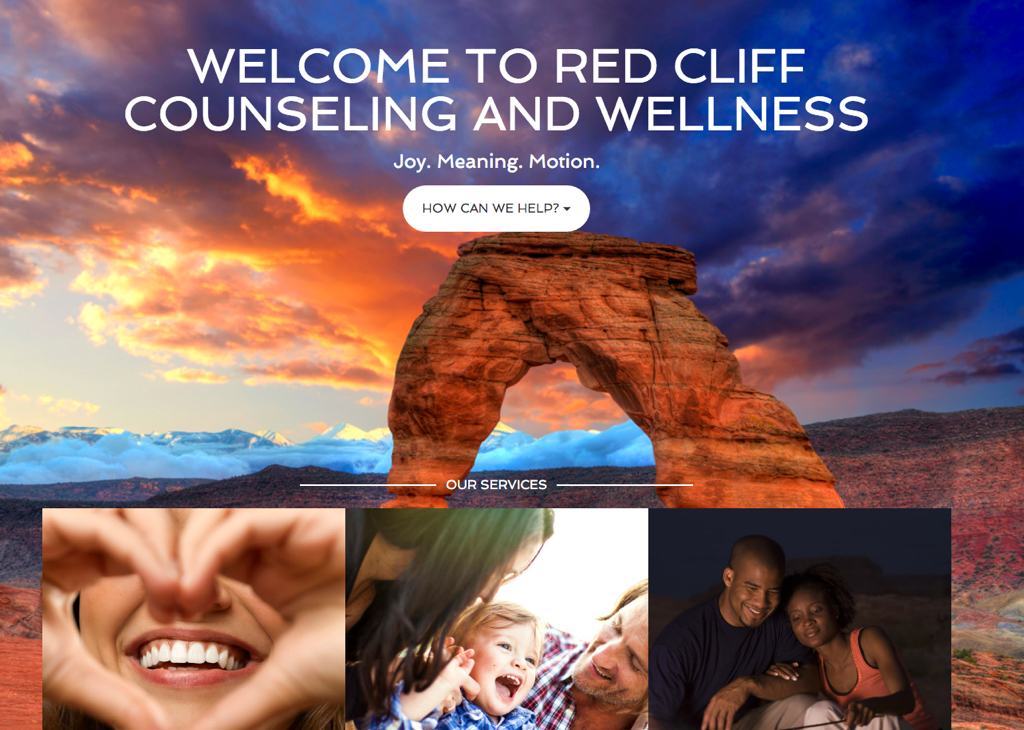 WELCOME TO RED CLIFF
COUNSELING AND WELLNESS
Joy. Meaning. Motion.
HOW CAN WE HELP?
OUR SERVICES